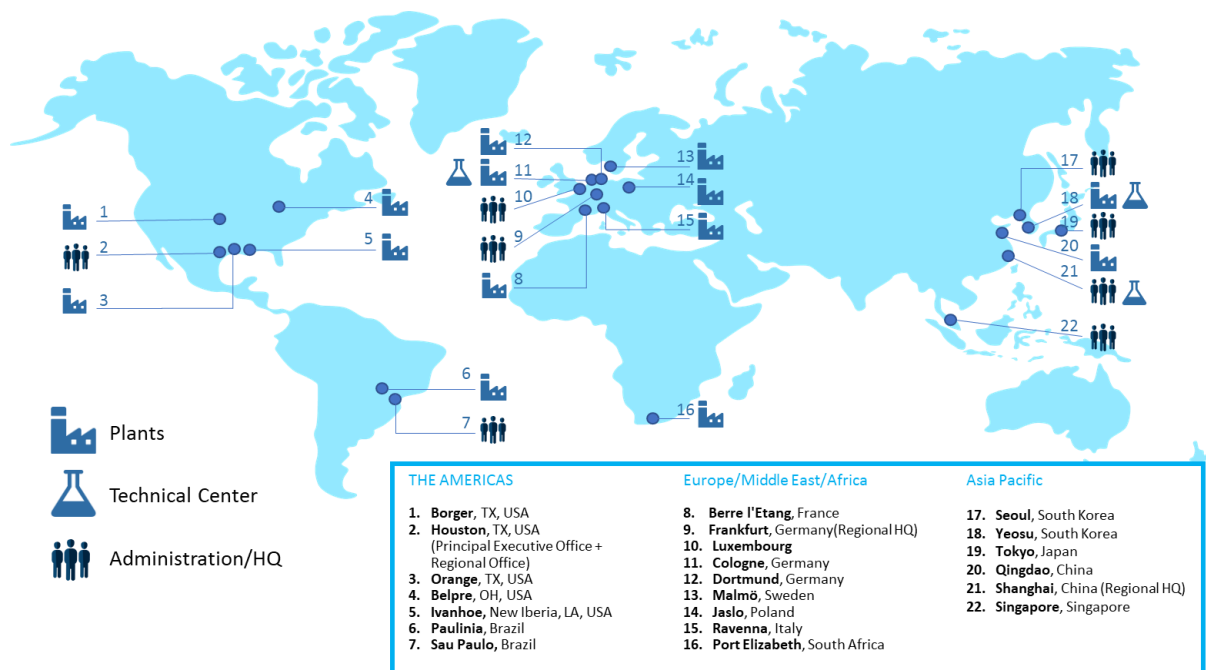 12
13
11
14
10
15
9
8
4
1
5
2
3
17
18
19
20
21
22
6
7
16
Plants
Technical Center
Administration/HQ
THE AMERICAS
1. Borger, TX, USA
2. Houston, TX, USA
(Principal Executive Office +
Regional Office)
3. Orange, TX, USA
4. Belpre, OH, USA
5. Ivanhoe, New Iberia, LA, USA
6. Paulinia, Brazil
7. Sau Paulo, Brazil
Europe/Middle East/Africa
8. Berre l'Etang, France
9. Frankfurt, Germany(Regional HQ)
10. Luxembourg
11. Cologne, Germany
12. Dortmund, Germany
13. Malmö, Sweden
14. Jaslo, Poland
15. Ravenna, Italy
16. Port Elizabeth, South Africa
Asia Pacific
17. Seoul, South Korea
18. Yeosu, South Korea
19. Tokyo, Japan
20. Qingdao, China
21. Shanghai, China (Regional HQ)
22. Singapore, Singapore